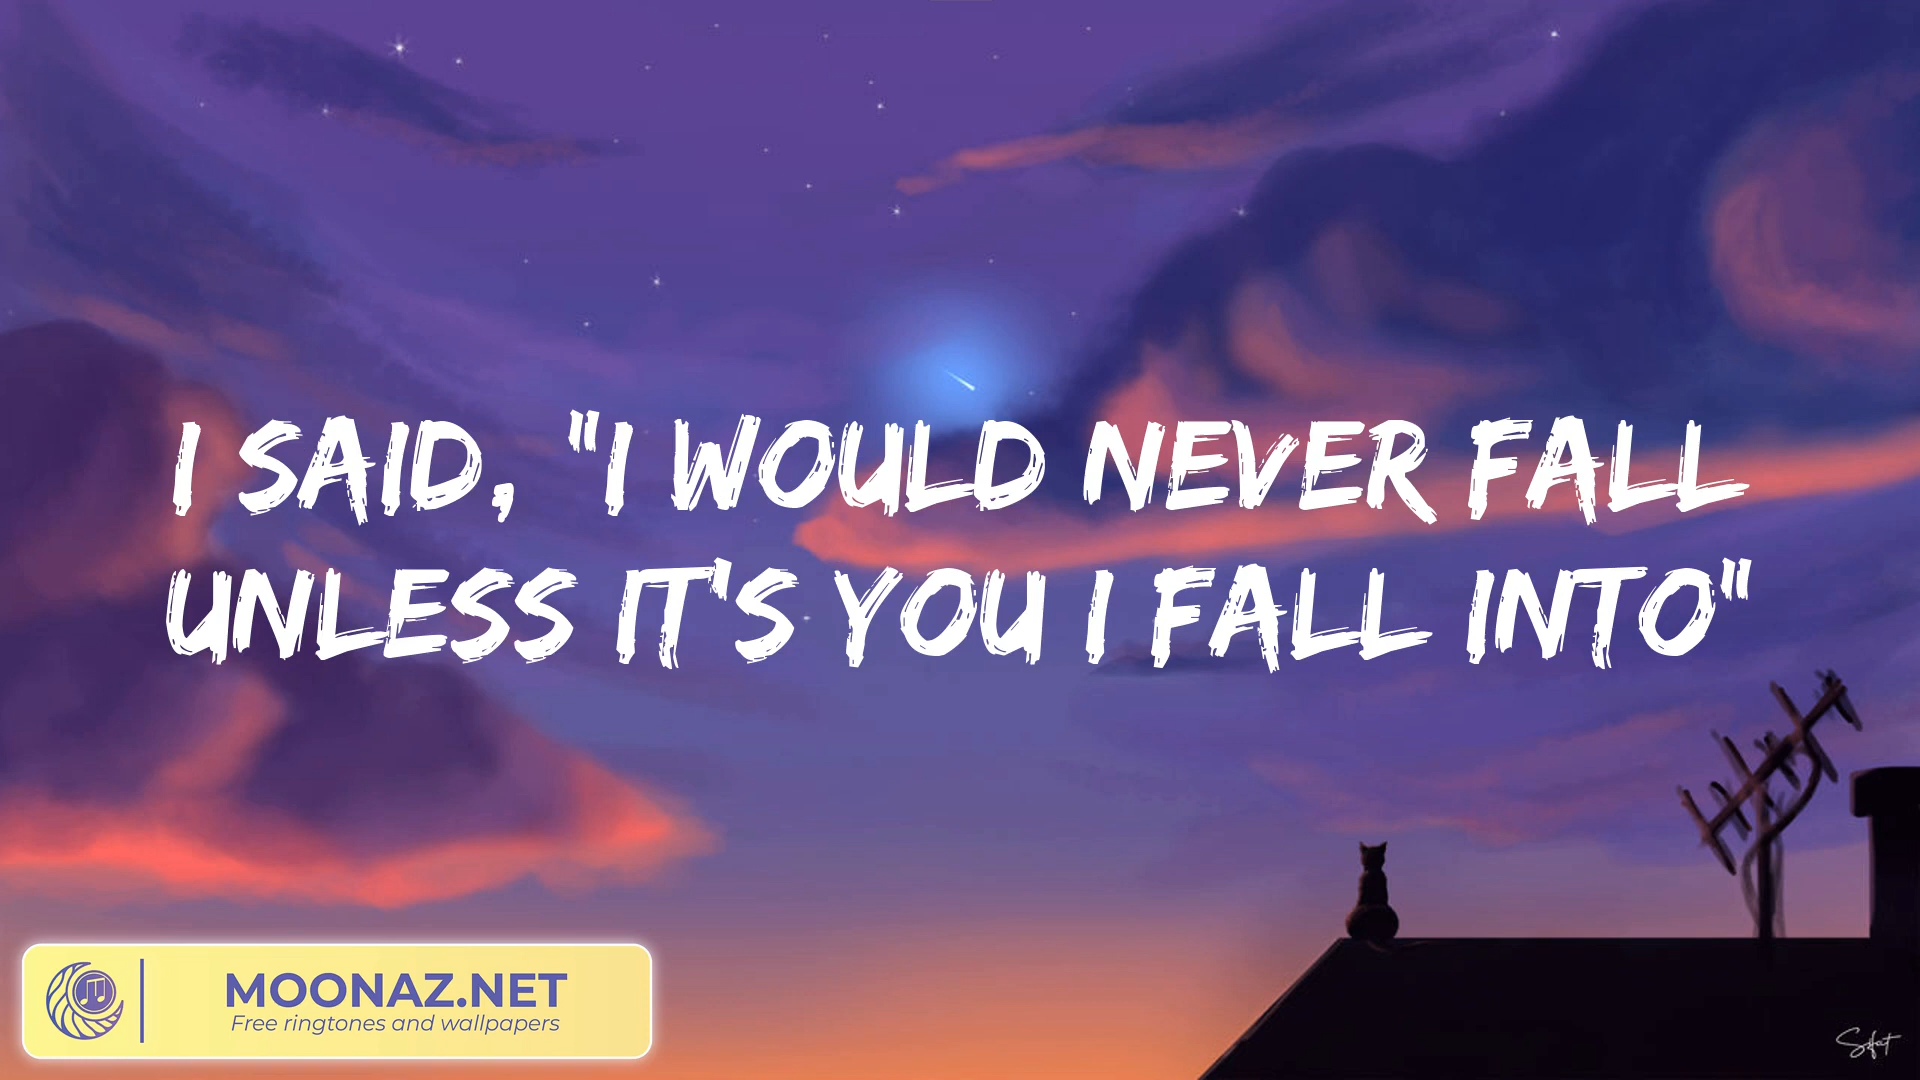 I SAID, "I WOULD NEVER FALL
UNLESS IT'S YOU I FALL INTO"
MOONAZ.NET
Free ringtones and wallpapers